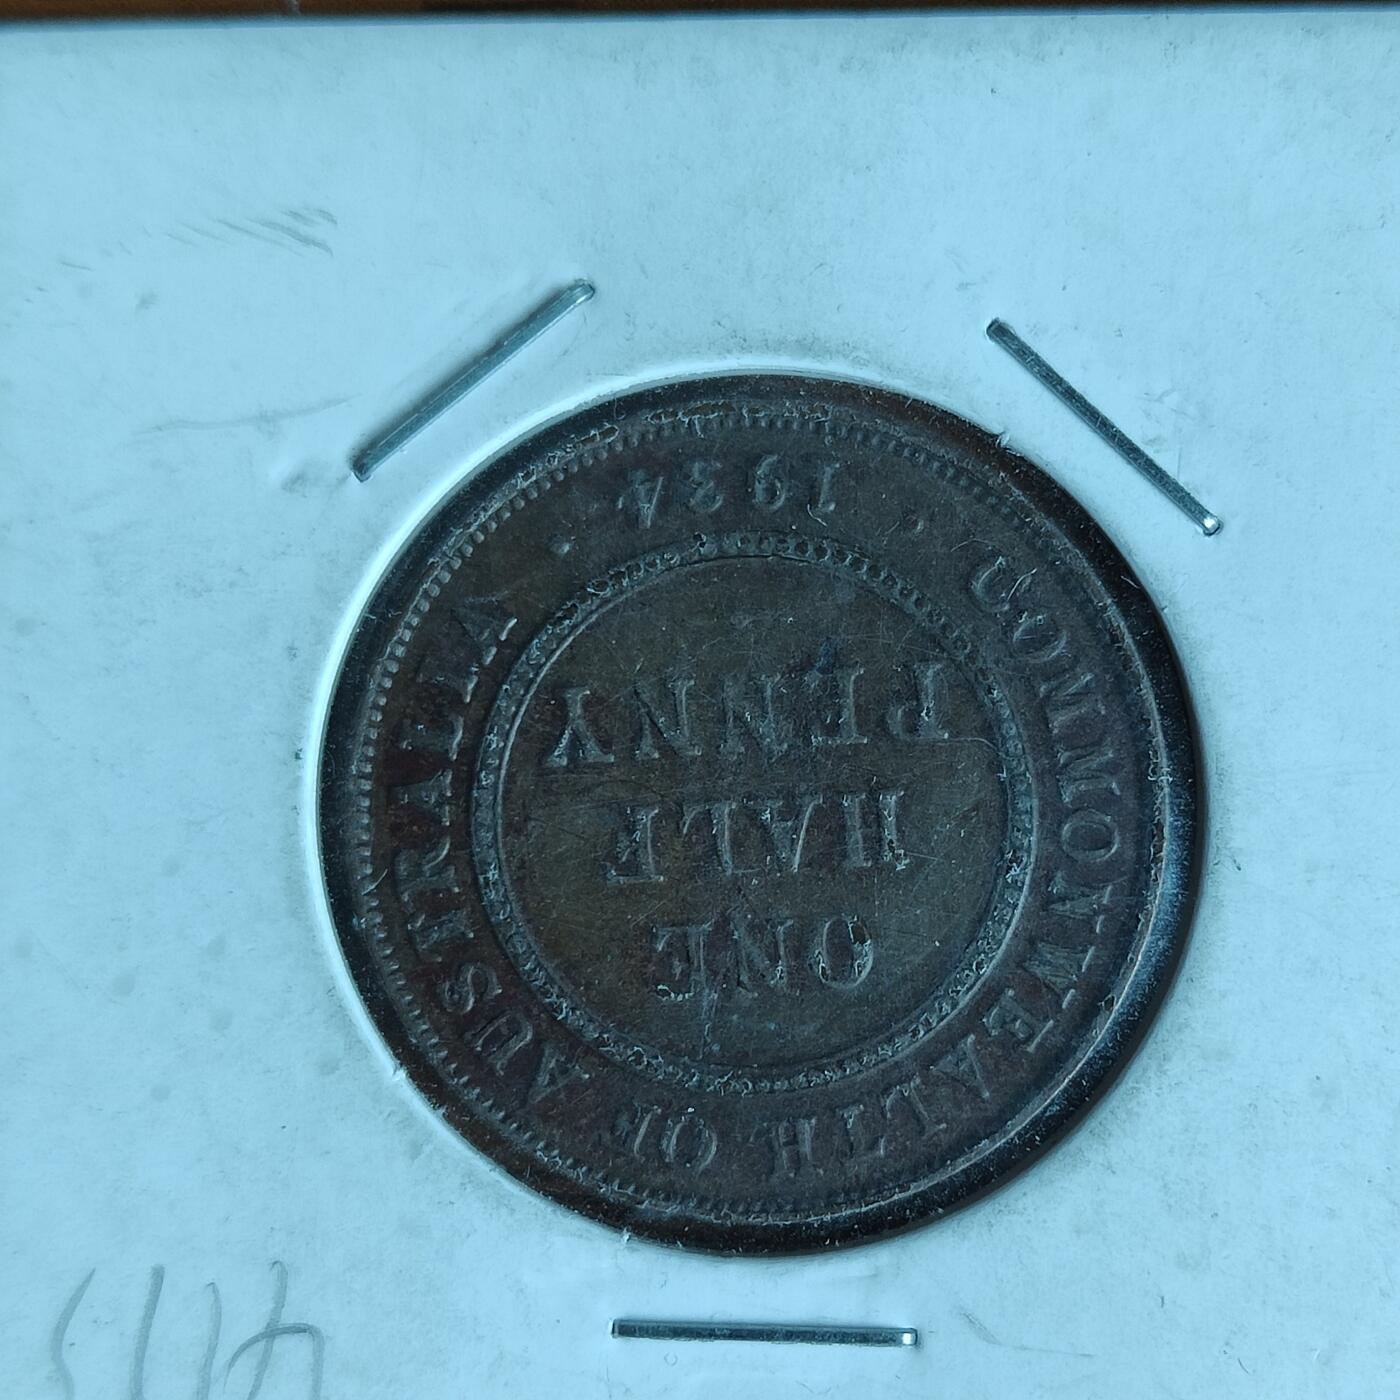 COMMONWEALTH OF AUSTRALIA
ONE
HALF
PENNY
1934